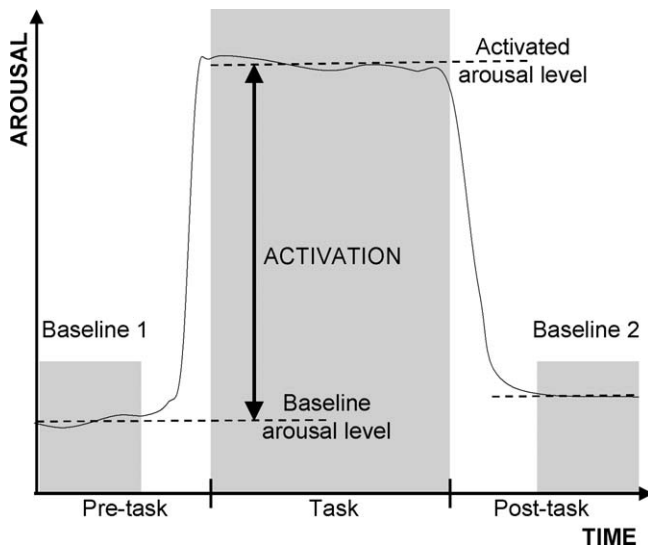 AROUSAL
Activated
arousal level
ACTIVATION
Baseline 1
Baseline 2
Baseline
arousal level
Pre-task
Task
Post-task
TIME